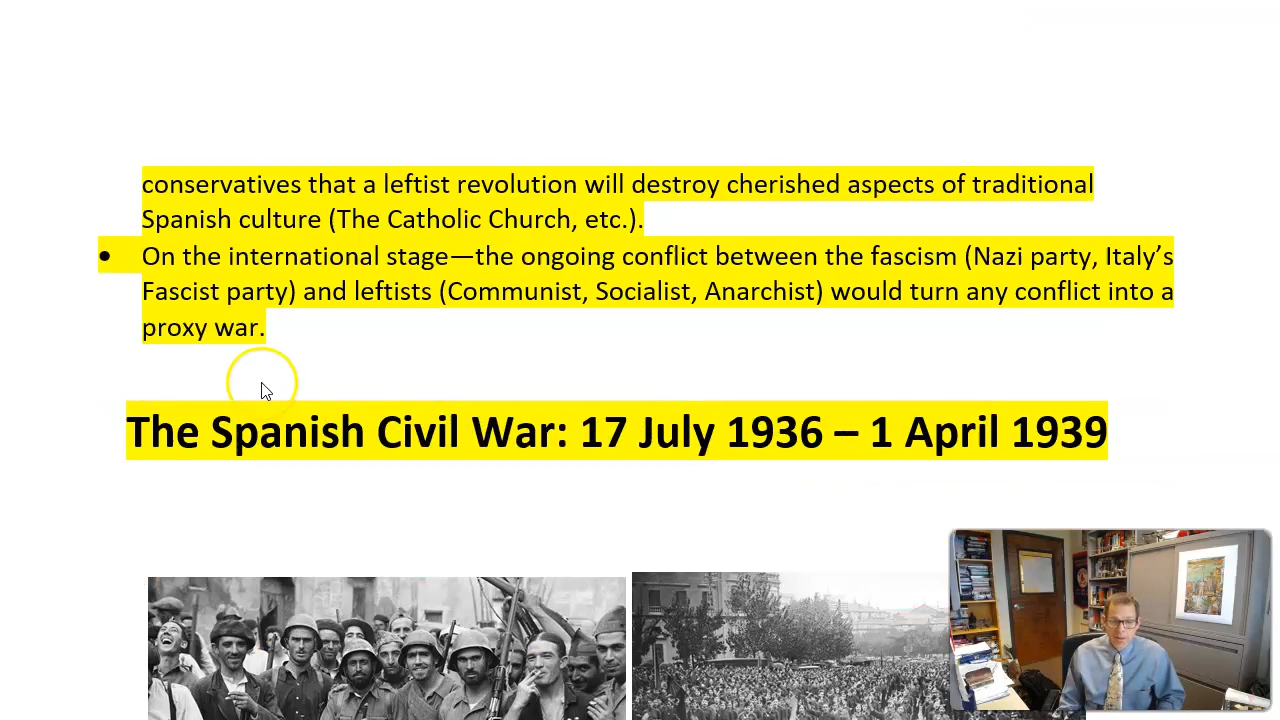 conservatives that a leftist revolution will destroy cherished aspects of traditional
Spanish culture (The Catholic Church, etc.).
• On the international stage—the ongoing conflict between the fascism (Nazi party, Italy’s
Fascist party) and leftists (Communist, Socialist, Anarchist) would turn any conflict into a
proxy war.
The Spanish Civil War: 17 July 1936 – 1 April 1939